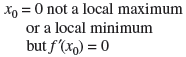 x₀ = 0 not a local maximum
or a local minimum
but f′(x₀) = 0